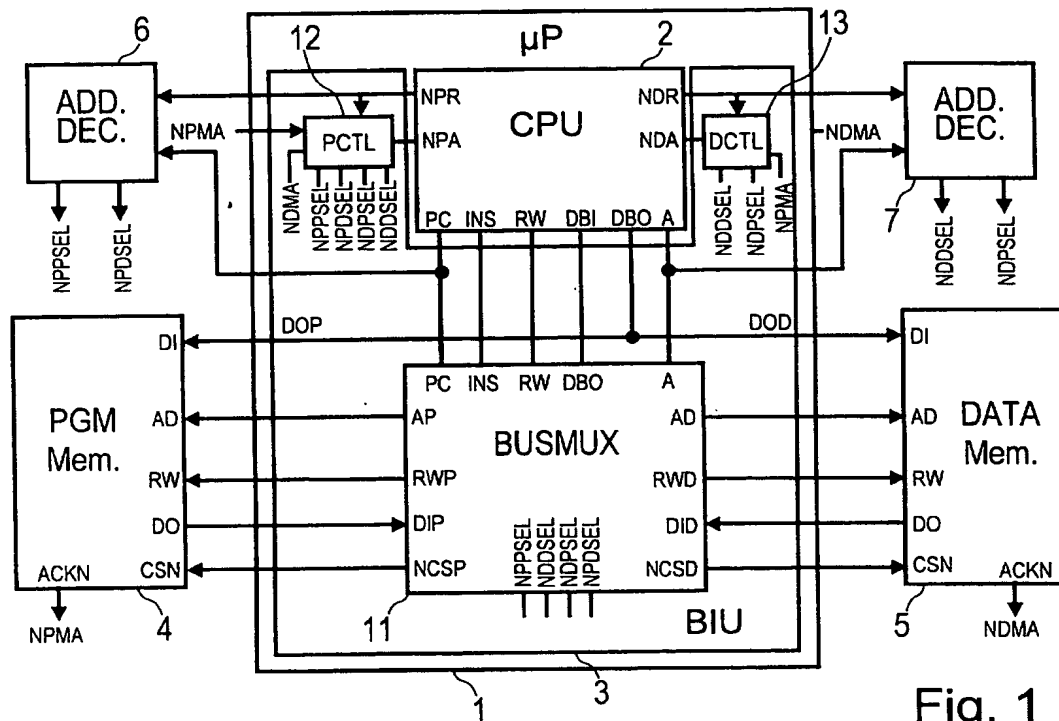 6
12
µP
2
13
ADD.
DEC.
NPR
NDR
ADD.
DEC.
CPU
NPMA
PCTL
NPA
NDA
DCTL
NDMA
7
NDMA
NPPSEL
NPDSEL
NDPSEL
NDDSEL
NDDSEL
NDPSEL
NPMA
PC INS RW DBI DBO A
NPPSEL
NPDSEL
NDDSEL
NDPSEL
DOP
DOD
DI
DI
PC INS RW DBO A
PGM
Mem.
AD
AP
BUSMUX
AD
AD
DATA
Mem.
RW
RWP
RWD
RW
DO
DIP
DID
DO
NPPSEL
NDDSEL
NDPSEL
NPDSEL
CSN
NCSP
NCSD
CSN
ACKN
ACKN
NPMA
4
11
BIU
5
NDMA
3
1
Fig. 1